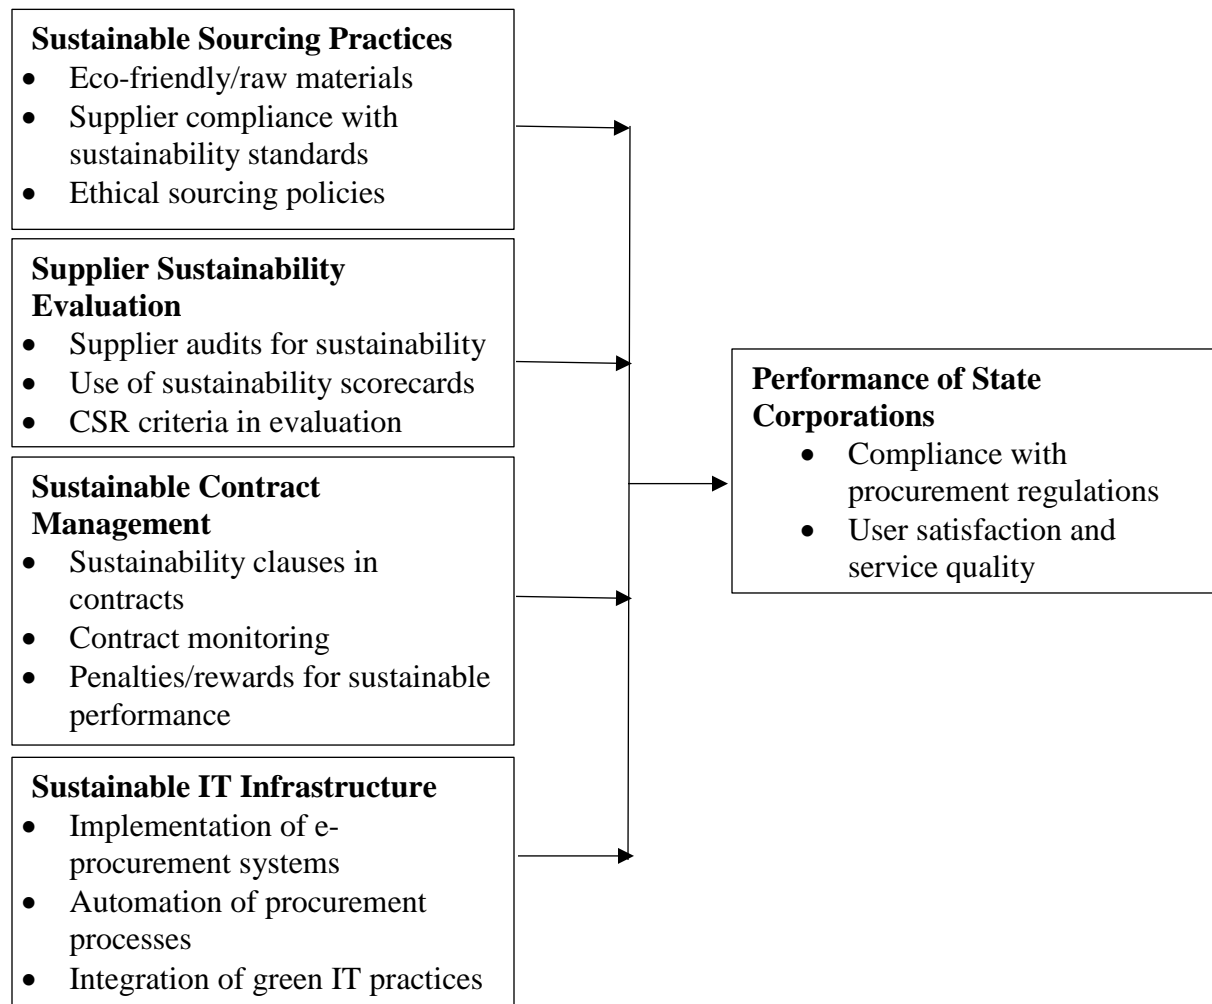 Sustainable Sourcing Practices
• Eco-friendly/raw materials
• Supplier compliance with
sustainability standards
• Ethical sourcing policies
Supplier Sustainability
Evaluation
• Supplier audits for sustainability
• Use of sustainability scorecards
• CSR criteria in evaluation
Sustainable Contract
Management
• Sustainability clauses in
contracts
• Contract monitoring
• Penalties/rewards for sustainable
performance
Sustainable IT Infrastructure
• Implementation of e-
procurement systems
• Automation of procurement
processes
• Integration of green IT practices
Performance of State
Corporations
• Compliance with
procurement regulations
• User satisfaction and
service quality